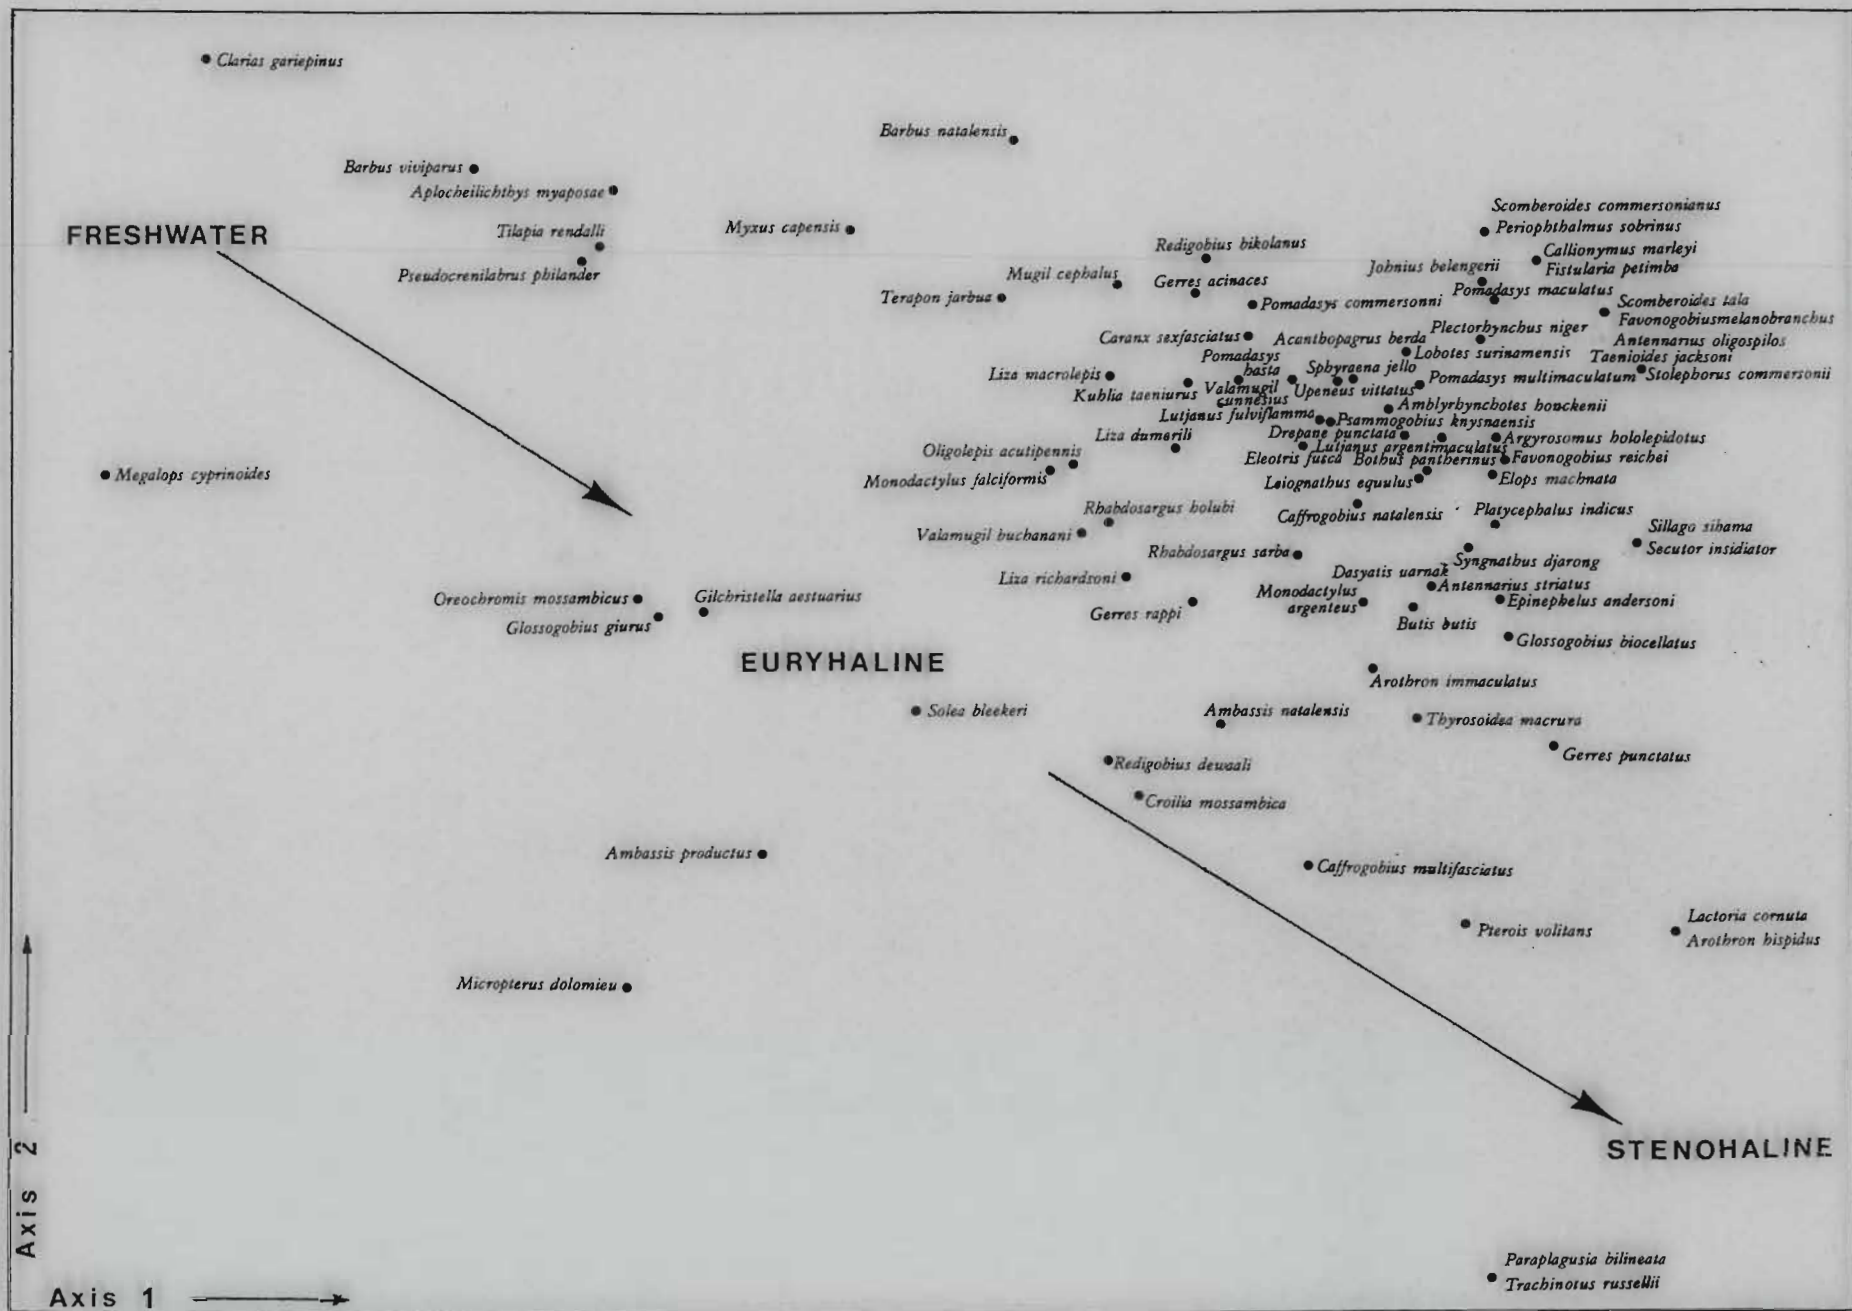 Clarias gariepinus
Barbus natalensis
Barbus viviparus
Aplocheilichthys myaposae
FRESHWATER
Tilapia rendalli
Pseudocrenilabrus philander
Myxus capensis
Scomberoides commersonianus
Periophthalmus sobrinus
Redigobius bikolanus
Callionymus marleyi
Johnius belengerii
Fistularia petimba
Mugil cephalus
Gerres acinaces
Pomadasys maculatus
Terapon jarbua
Pomadasys commersonni
Scomberoides tala
Favonogobiusmelanobranchus
Plectorhynchus niger
Caranx sexfasciatus
Acanthopagrus berda
Antennarius oligospilos
Lobotes surinamensis
Taenioides jacksoni
Pomadasys
hasta
Sphyraena jello
Liza macrolepis
Pomadasys multimaculatum
Stolephorus commersonii
Kuhlia taeniurus
Valamugil
cunnesius
Upeneus vittatus
Amblyrhynchotes honckenii
Lutjanus fulviflamma
Psammogobius knysnaensis
Liza dumerili
Drepane punctata
Argyrosomus hololepidotus
Lutjanus argentimaculatus
Oligolepis acutipennis
Eleotris fusca
Bothus pantherinus
Favonogobius reichei
Megalops cyprinoides
Monodactylus falciformis
Leiognathus equulus
Elops machnata
Rhabdosargus holubi
Caffrogobius natalensis
Platycephalus indicus
Valamugil buchanani
Sillago sihama
Secutor insidiator
Rhabdosargus sarba
Syngnathus djarong
Liza richardsoni
Dasyatis uarnak
Antennarius striatus
Monodactylus
argenteus
Oreochromis mossambicus
Gilchristella aestuarius
Epinephelus andersoni
Glossogobius giurus
Gerres rappi
Butis butis
Glossogobius biocellatus
EURYHALINE
Arothron immaculatus
Solea bleekeri
Ambassis natalensis
Thyrosoidea macrura
Gerres punctatus
Redigobius dewaali
Croilia mossambica
Ambassis productus
Caffrogobius multifasciatus
Pterois volitans
Lactoria cornuta
Arothron hispidus
Micropterus dolomieu
STENOHALINE
Axis 2
Paraplagusia bilineata
Trachinotus russellii
Axis 1